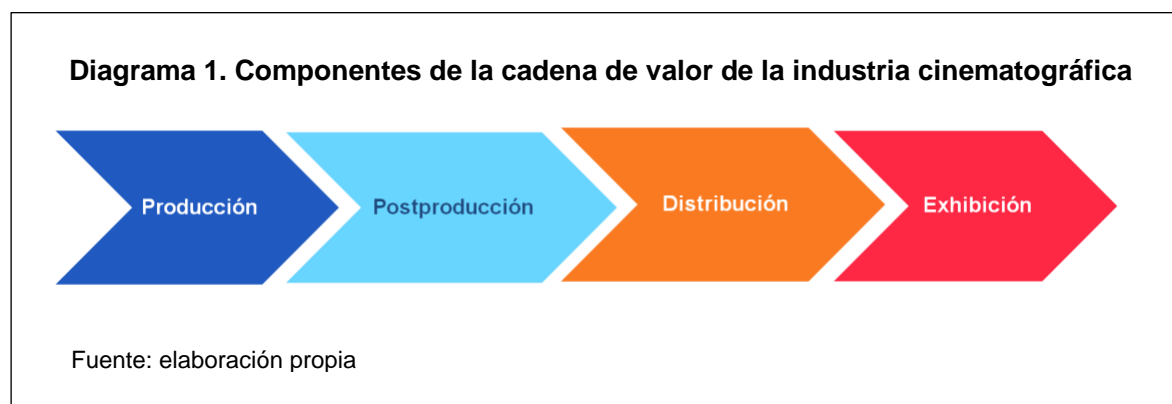 Diagrama 1. Componentes de la cadena de valor de la industria cinematográfica
Producción
Postproducción
Distribución
Exhibición
Fuente: elaboración propia